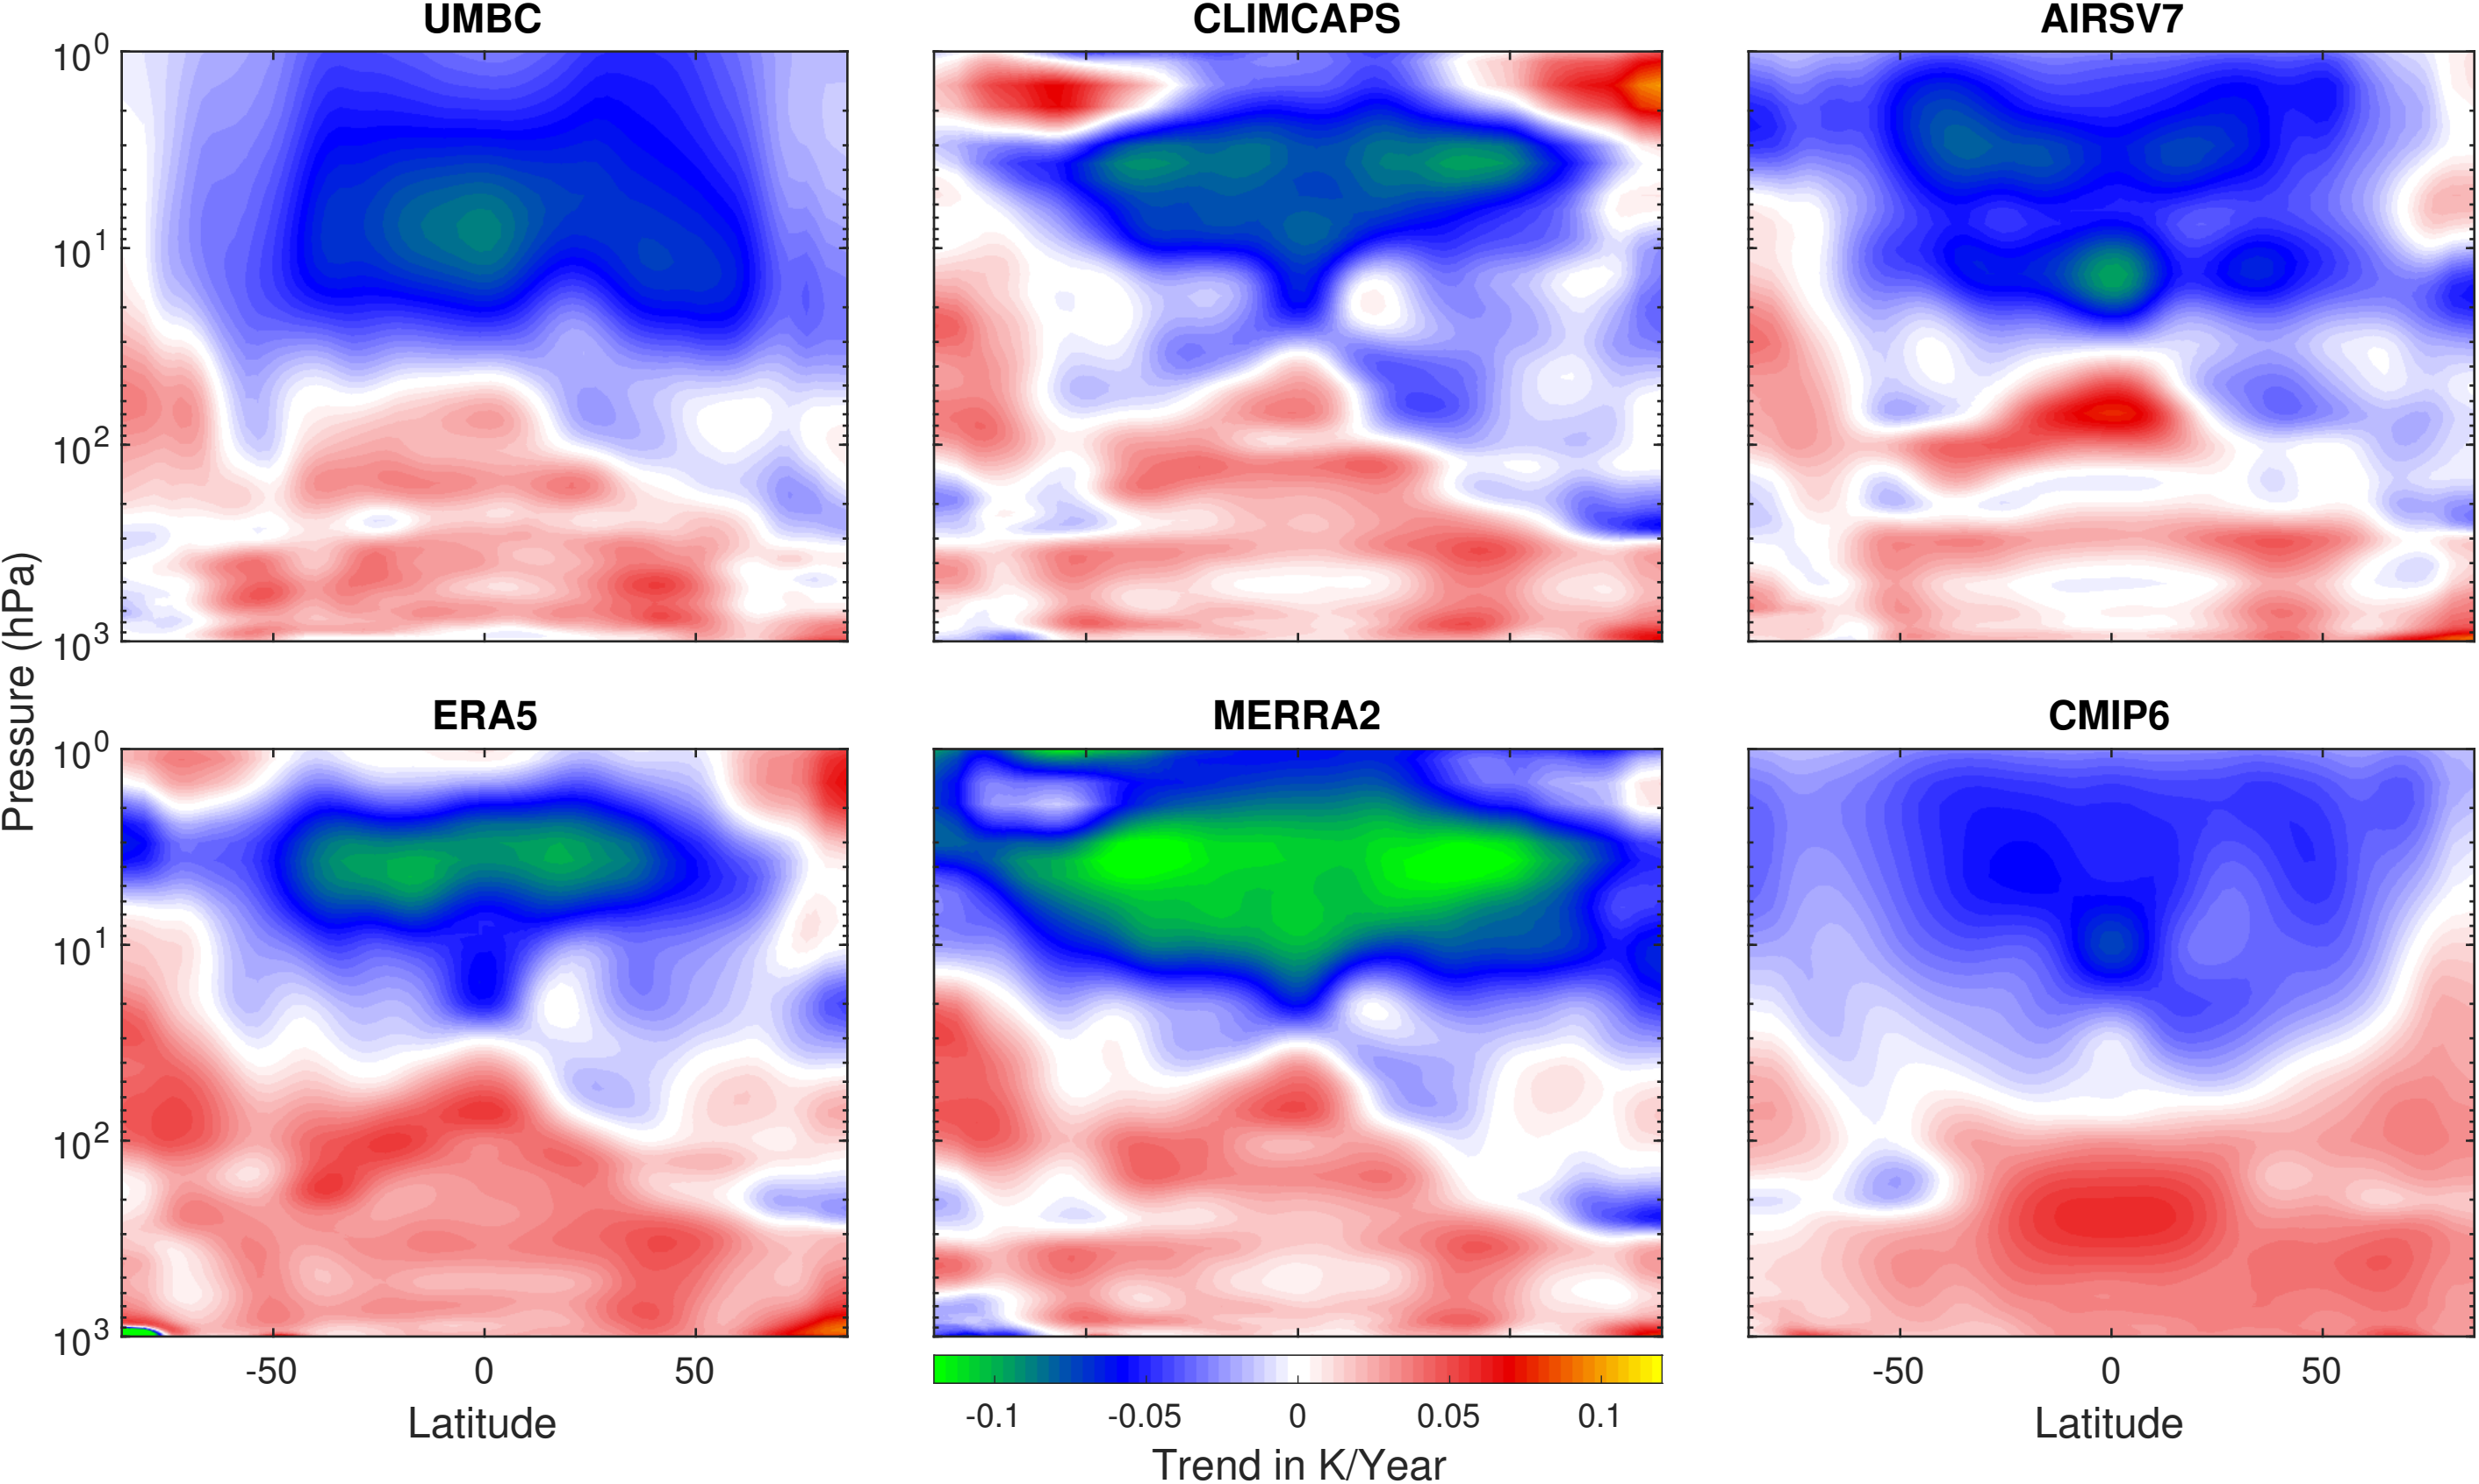 UMBC
CLIMCAPS
AIRSV7
10^0
10^1
10^2
10^3
Pressure (hPa)
ERA5
MERRA2
CMIP6
10^0
10^1
10^2
10^3
-50 0 50
Latitude
-0.1 -0.05 0 0.05 0.1
Trend in K/Year
-50 0 50
Latitude